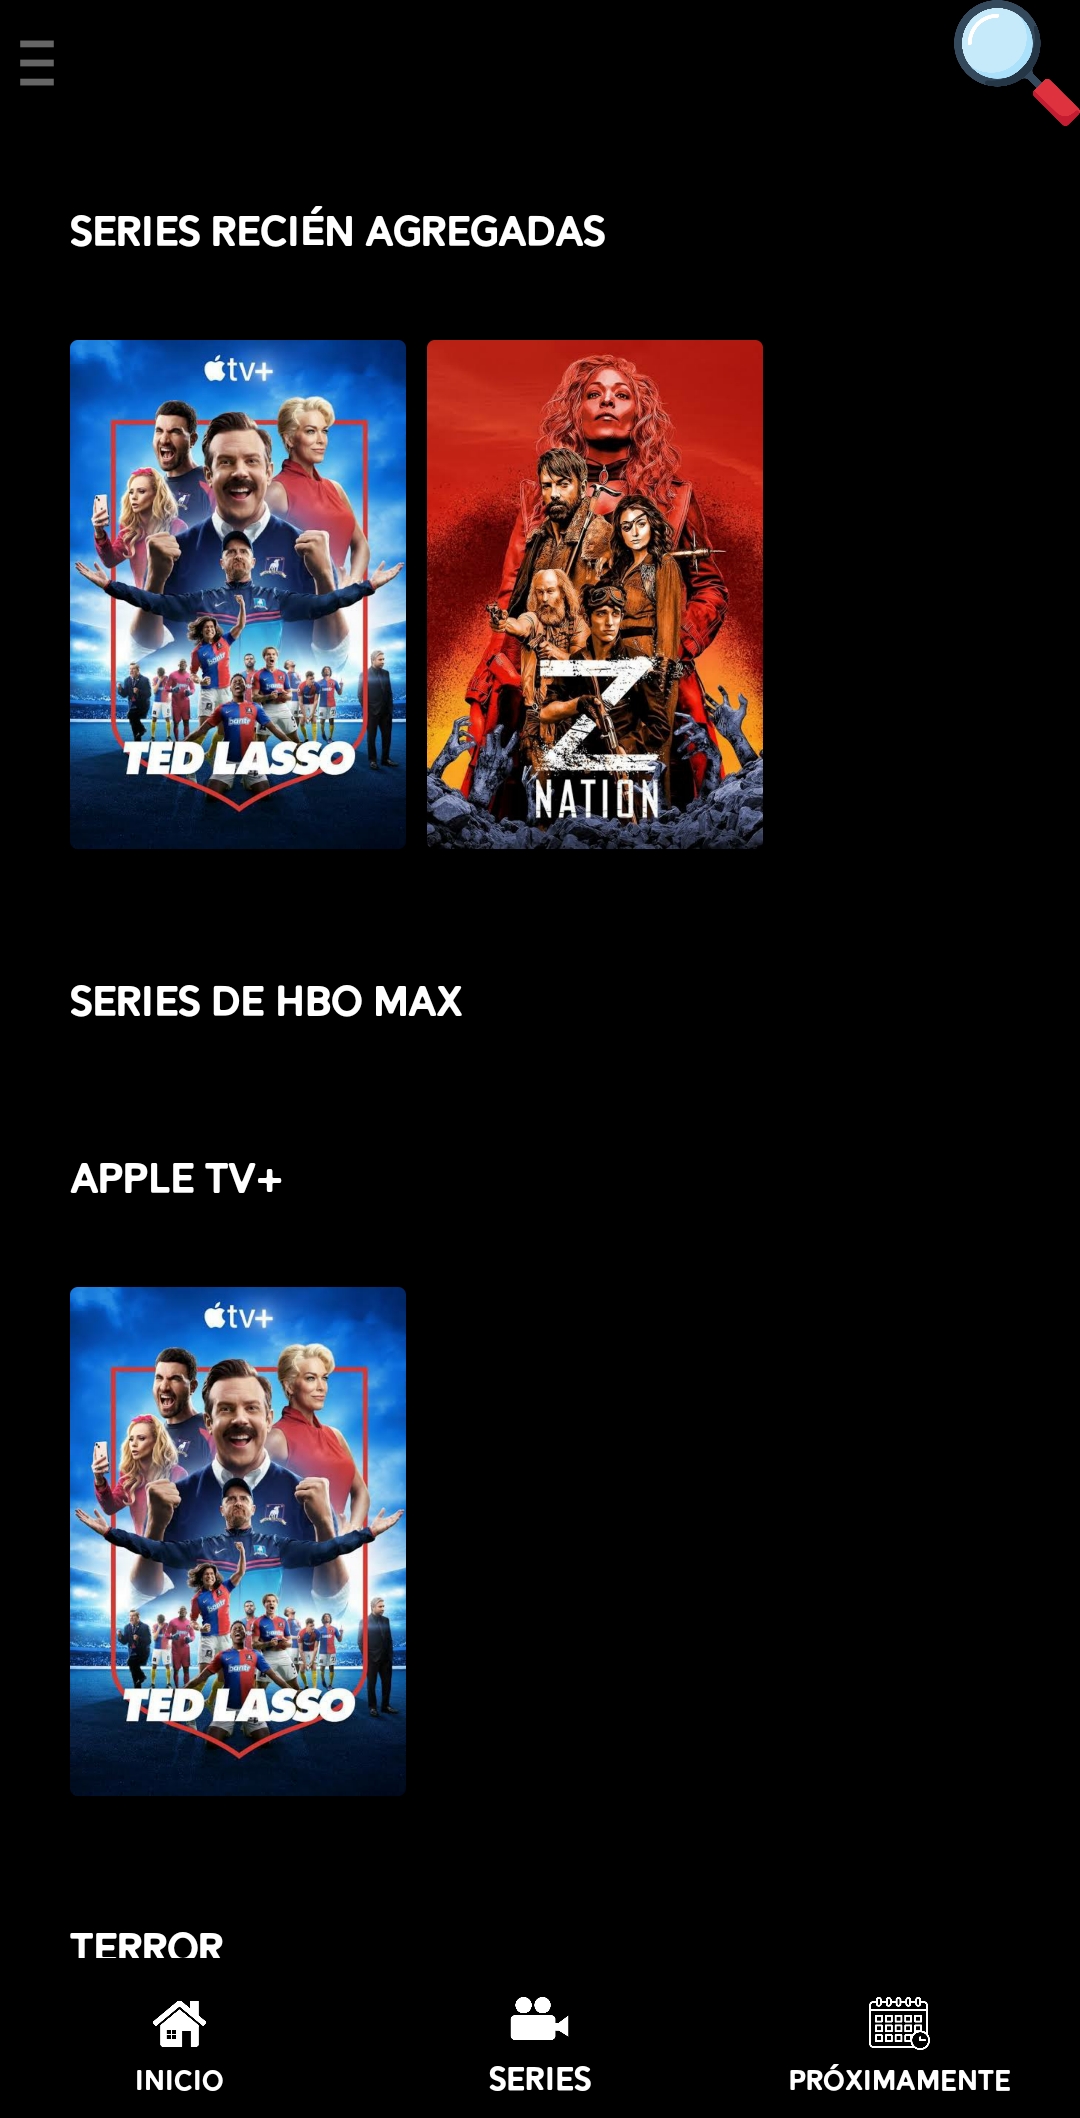 SERIES RECIÉN AGREGADAS
tv+
TED LASSO
Z
NATION
SERIES DE HBO MAX
APPLE TV+
tv+
TED LASSO
TERROR
INICIO
SERIES
PRÓXIMAMENTE